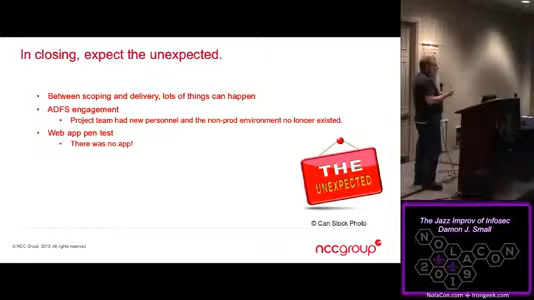 In closing, expect the unexpected.
• Between scoping and delivery, lots of things can happen
• ADFS engagement
• Project team had new personnel and the non-prod environment no longer existed.
• Web app pen test
• There was no app!
THE
UNEXPECTED
© Can Stock Photo
© NCC Group 2019. All rights reserved
nccgroup
The Jazz Improv of Infosec
Damon J. Small
NOLACON
2019
NolaCon.com Irongeek.com